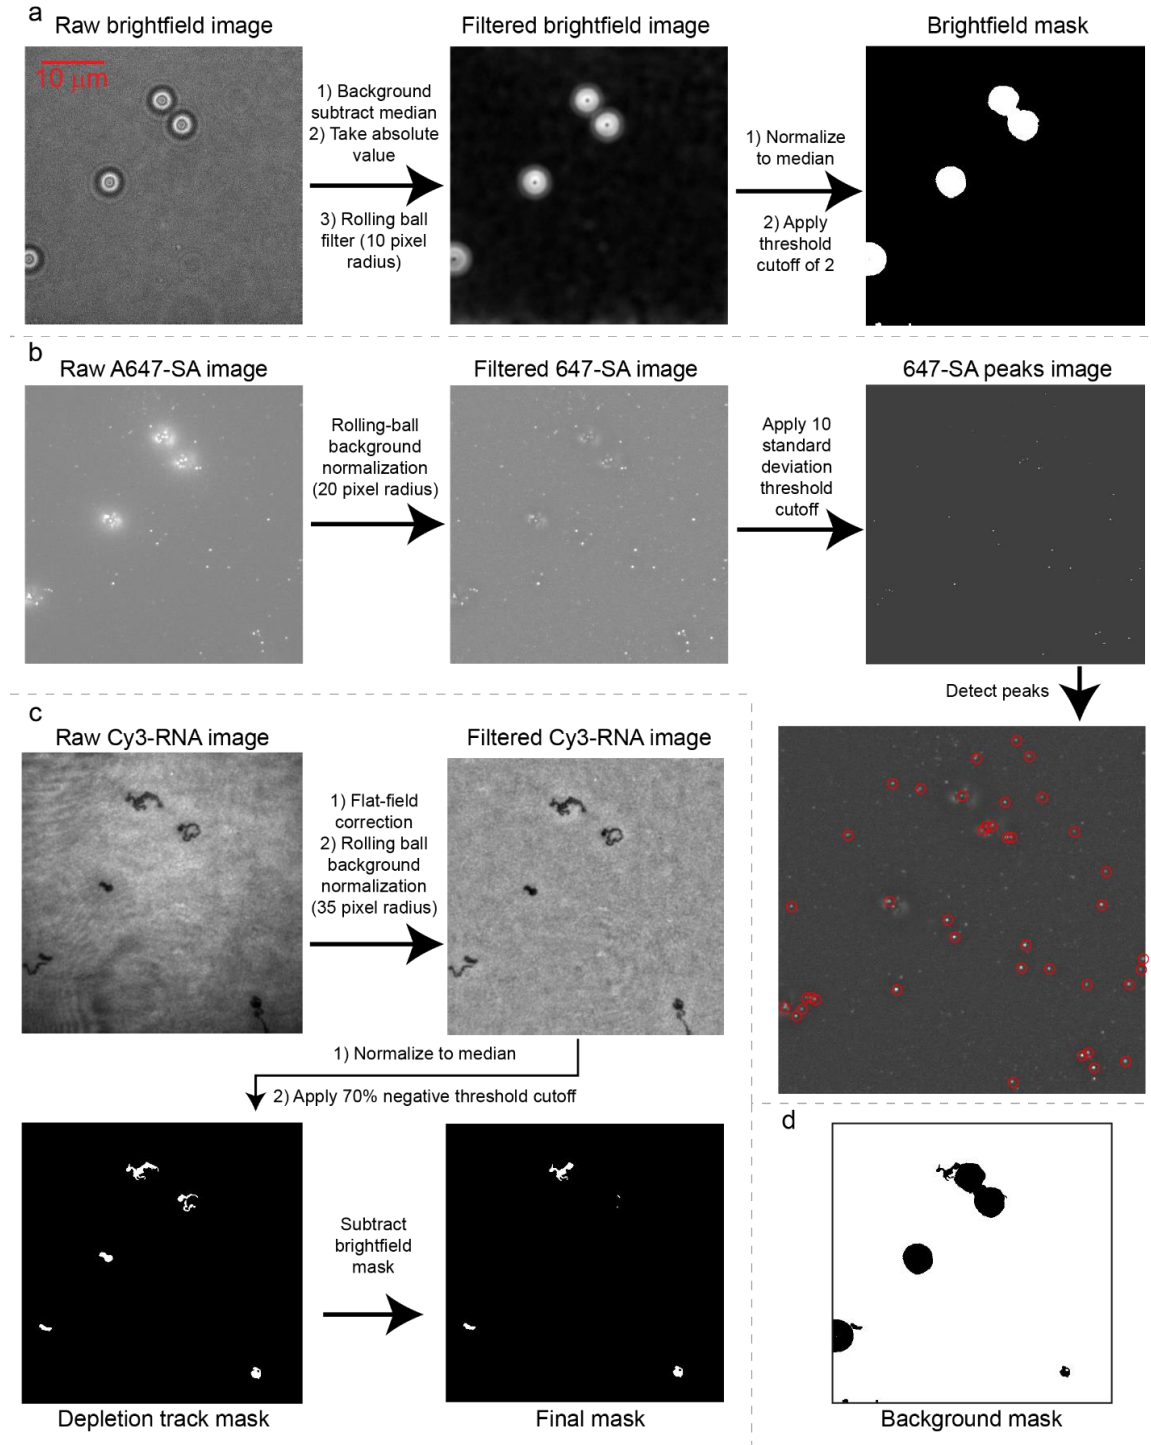 a
Raw brightfield image
Filtered brightfield image
Brightfield mask
10 μm
1) Background
subtract median
2) Take absolute
value
3) Rolling ball
filter (10 pixel
radius)
1) Normalize
to median
2) Apply
threshold
cutoff of 2
b
Raw A647-SA image
Filtered 647-SA image
647-SA peaks image
Rolling-ball
background
normalization
(20 pixel radius)
Apply 10
standard
deviation
threshold
cutoff
Detect peaks
c
Raw Cy3-RNA image
Filtered Cy3-RNA image
1) Flat-field
correction
2) Rolling ball
background
normalization
(35 pixel radius)
1) Normalize to median
2) Apply 70% negative threshold cutoff
Subtract
brightfield
mask
Depletion track mask
Final mask
d
Background mask